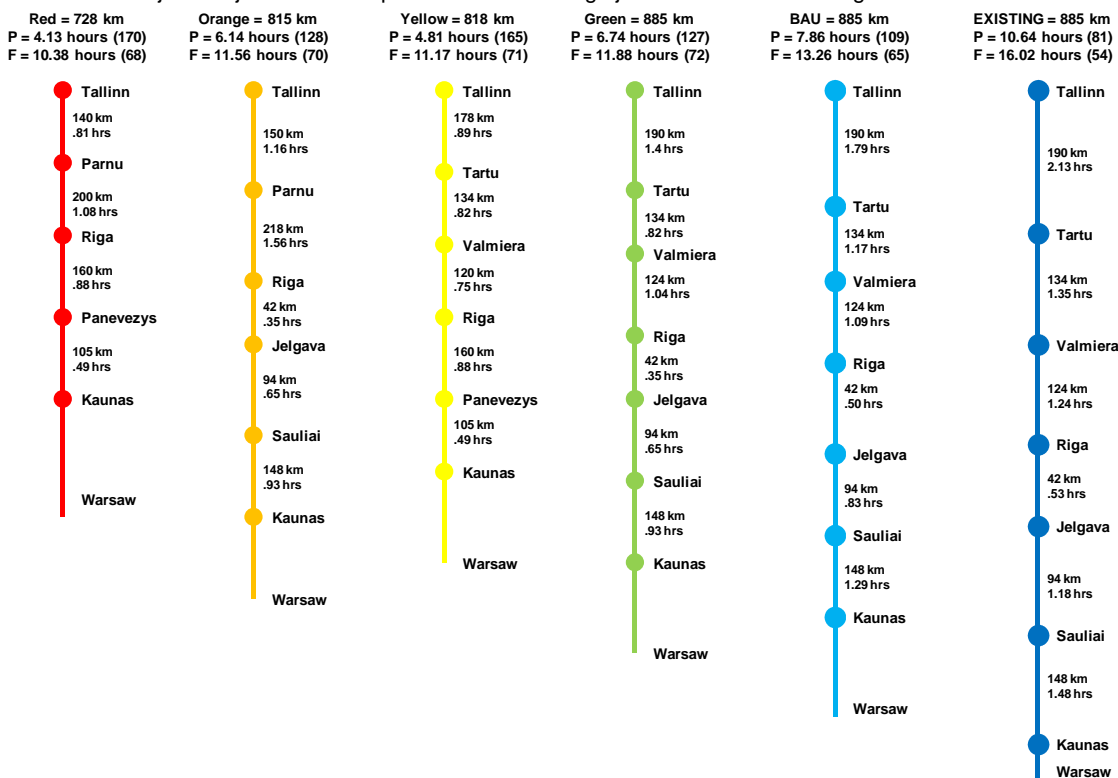 Red = 728 km
P = 4.13 hours (170)
F = 10.38 hours (68)
Tallinn
140 km
.81 hrs
Parnu
200 km
1.08 hrs
Riga
160 km
.88 hrs
Panevezys
105 km
.49 hrs
Kaunas
Warsaw
Orange = 815 km
P = 6.14 hours (128)
F = 11.56 hours (70)
Tallinn
150 km
1.16 hrs
Parnu
218 km
1.56 hrs
Riga
42 km
.35 hrs
Jelgava
94 km
.65 hrs
Sauliai
148 km
.93 hrs
Kaunas
Warsaw
Yellow = 818 km
P = 4.81 hours (165)
F = 11.17 hours (71)
Tallinn
178 km
.89 hrs
Tartu
134 km
.82 hrs
Valmiera
120 km
.75 hrs
Riga
160 km
.88 hrs
Panevezys
105 km
.49 hrs
Kaunas
Warsaw
Green = 885 km
P = 6.74 hours (127)
F = 11.88 hours (72)
Tallinn
190 km
1.4 hrs
Tartu
134 km
.82 hrs
Valmiera
124 km
1.04 hrs
Riga
42 km
.35 hrs
Jelgava
94 km
.65 hrs
Sauliai
148 km
.93 hrs
Kaunas
Warsaw
BAU = 885 km
P = 7.86 hours (109)
F = 13.26 hours (65)
Tallinn
190 km
1.79 hrs
Tartu
134 km
1.17 hrs
Valmiera
124 km
1.09 hrs
Riga
42 km
.50 hrs
Jelgava
94 km
.83 hrs
Sauliai
148 km
1.29 hrs
Kaunas
Warsaw
EXISTING = 885 km
P = 10.64 hours (81)
F = 16.02 hours (54)
Tallinn
190 km
2.13 hrs
Tartu
134 km
1.35 hrs
Valmiera
124 km
1.24 hrs
Riga
42 km
.53 hrs
Jelgava
94 km
1.18 hrs
Sauliai
148 km
1.48 hrs
Kaunas
Warsaw